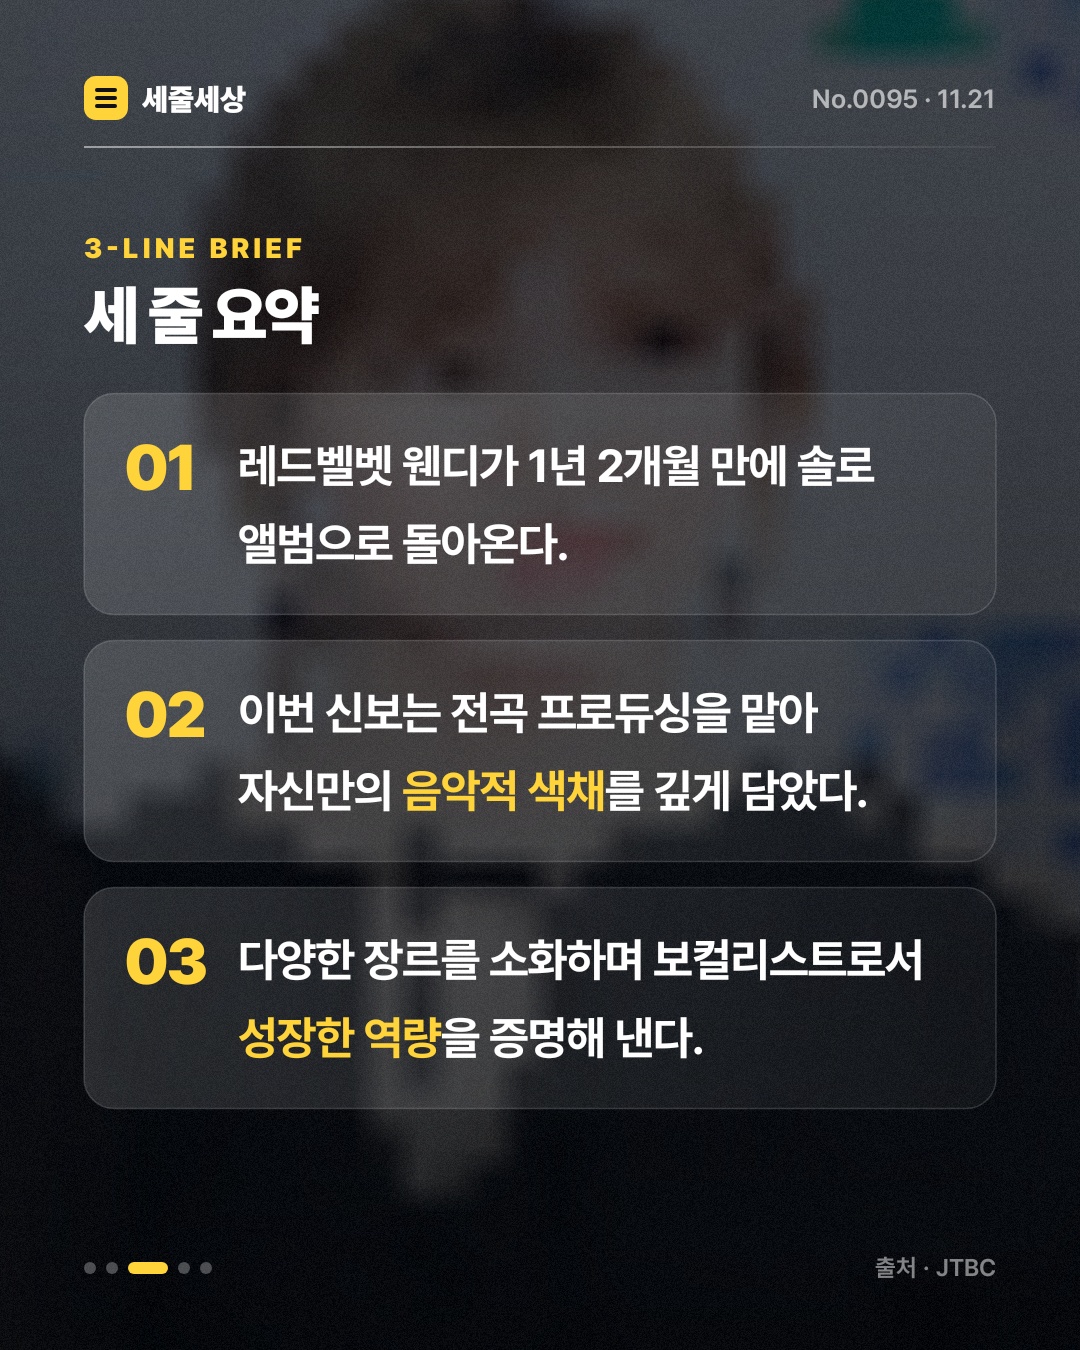 세줄세상
No.0095 · 11.21
3-LINE BRIEF
세 줄 요약
01
레드벨벳 웬디가 1년 2개월 만에 솔로
앨범으로 돌아온다.
02
이번 신보는 전곡 프로듀싱을 맡아
자신만의 음악적 색채를 깊게 담았다.
03
다양한 장르를 소화하며 보컬리스트로서
성장한 역량을 증명해 낸다.
출처 · JTBC